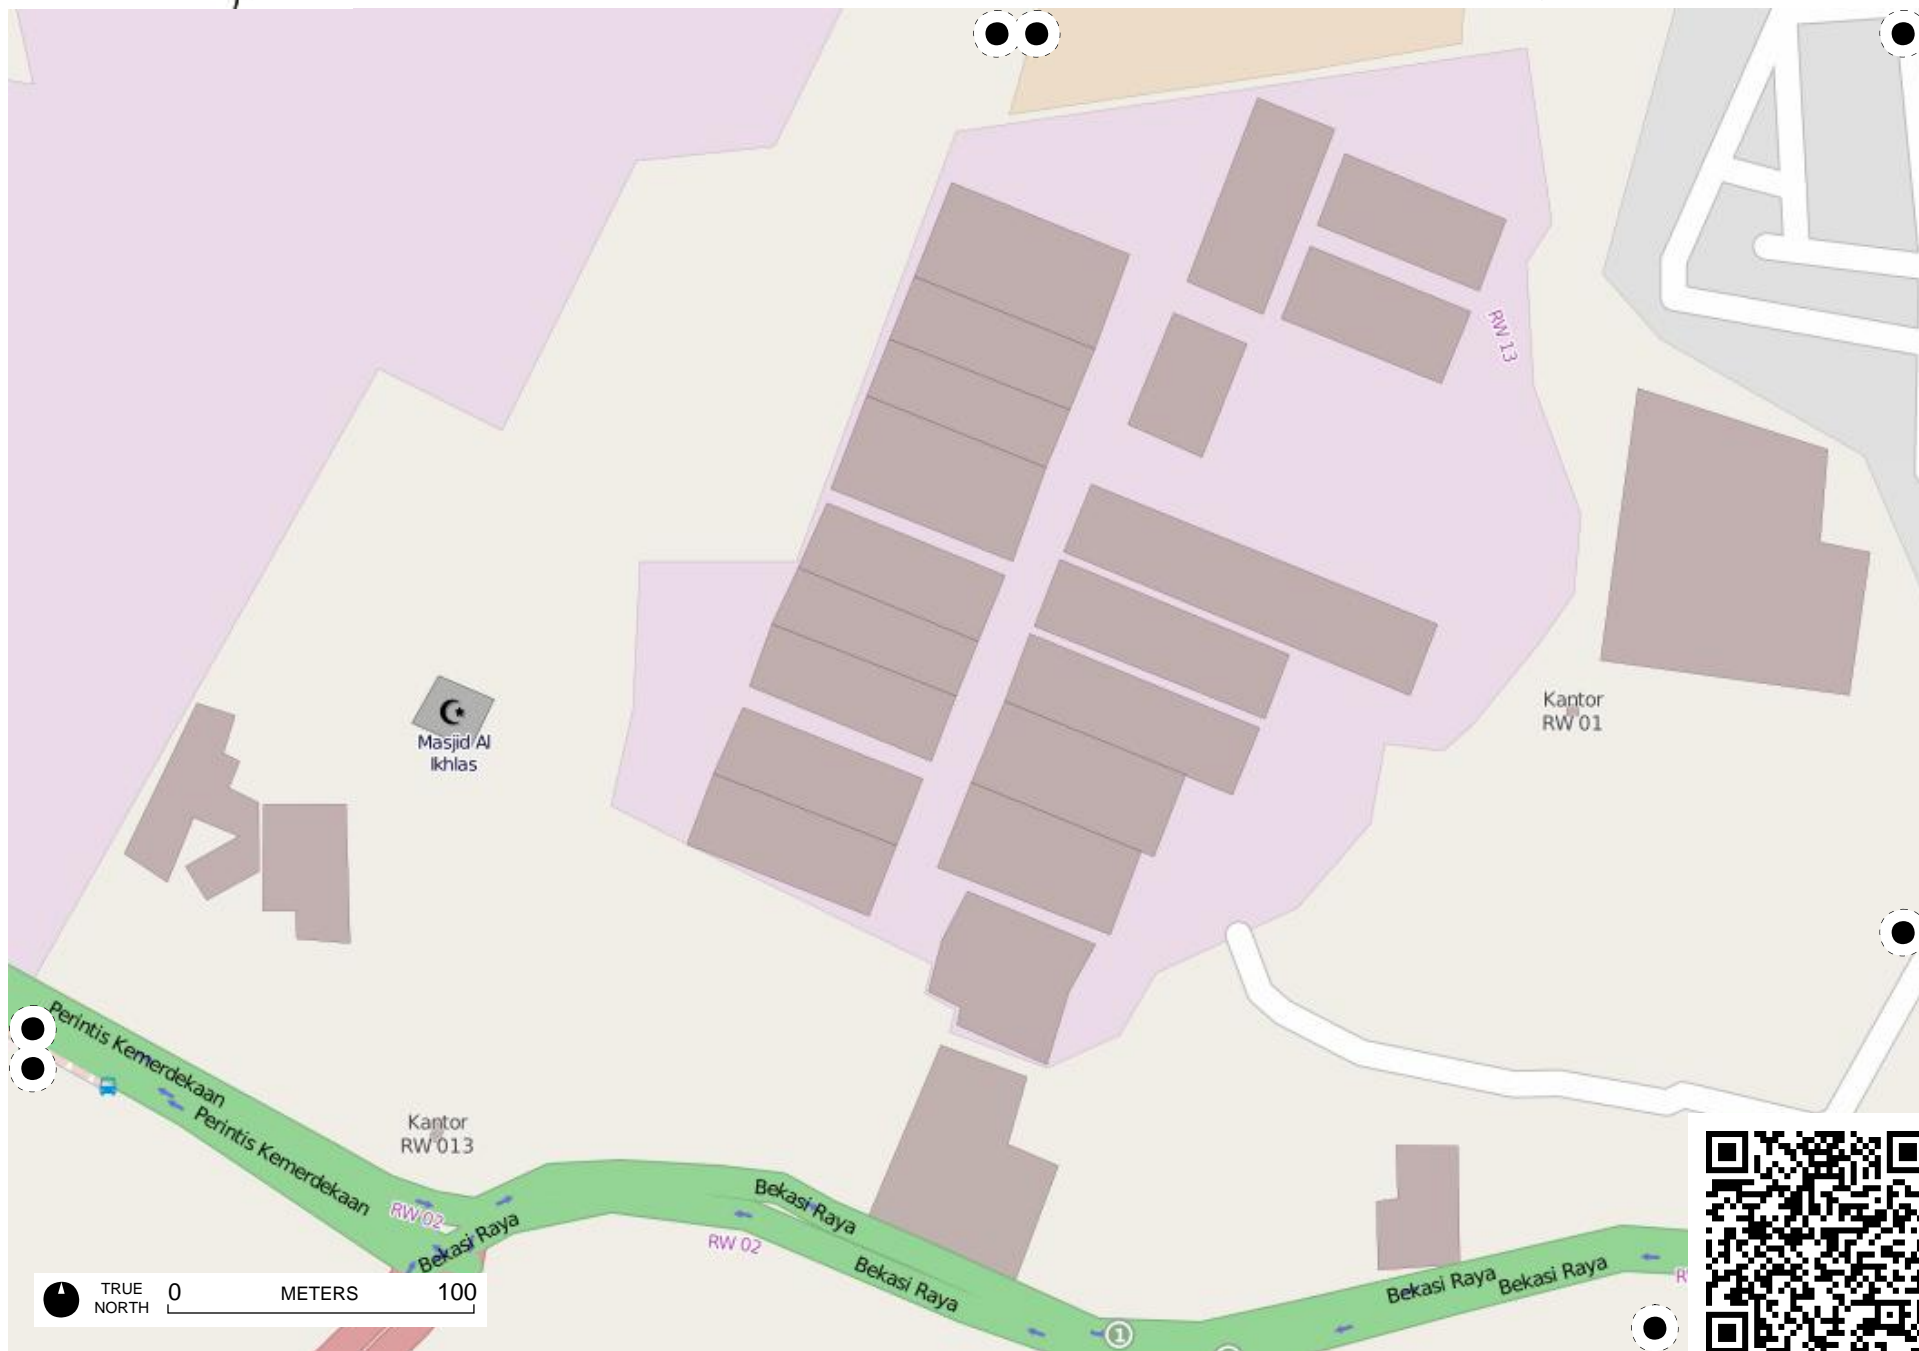 RW 13
Kantor
RW 01
Masjid Al
Ikhlas
Perintis Kemerdekaan
Perintis Kemerdekaan
Kantor
RW 013
RW 02
Bekasi Raya
Bekasi Raya
RW 02
Bekasi Raya
Bekasi Raya
Bekasi Raya
1
TRUE
NORTH
0 METERS 100